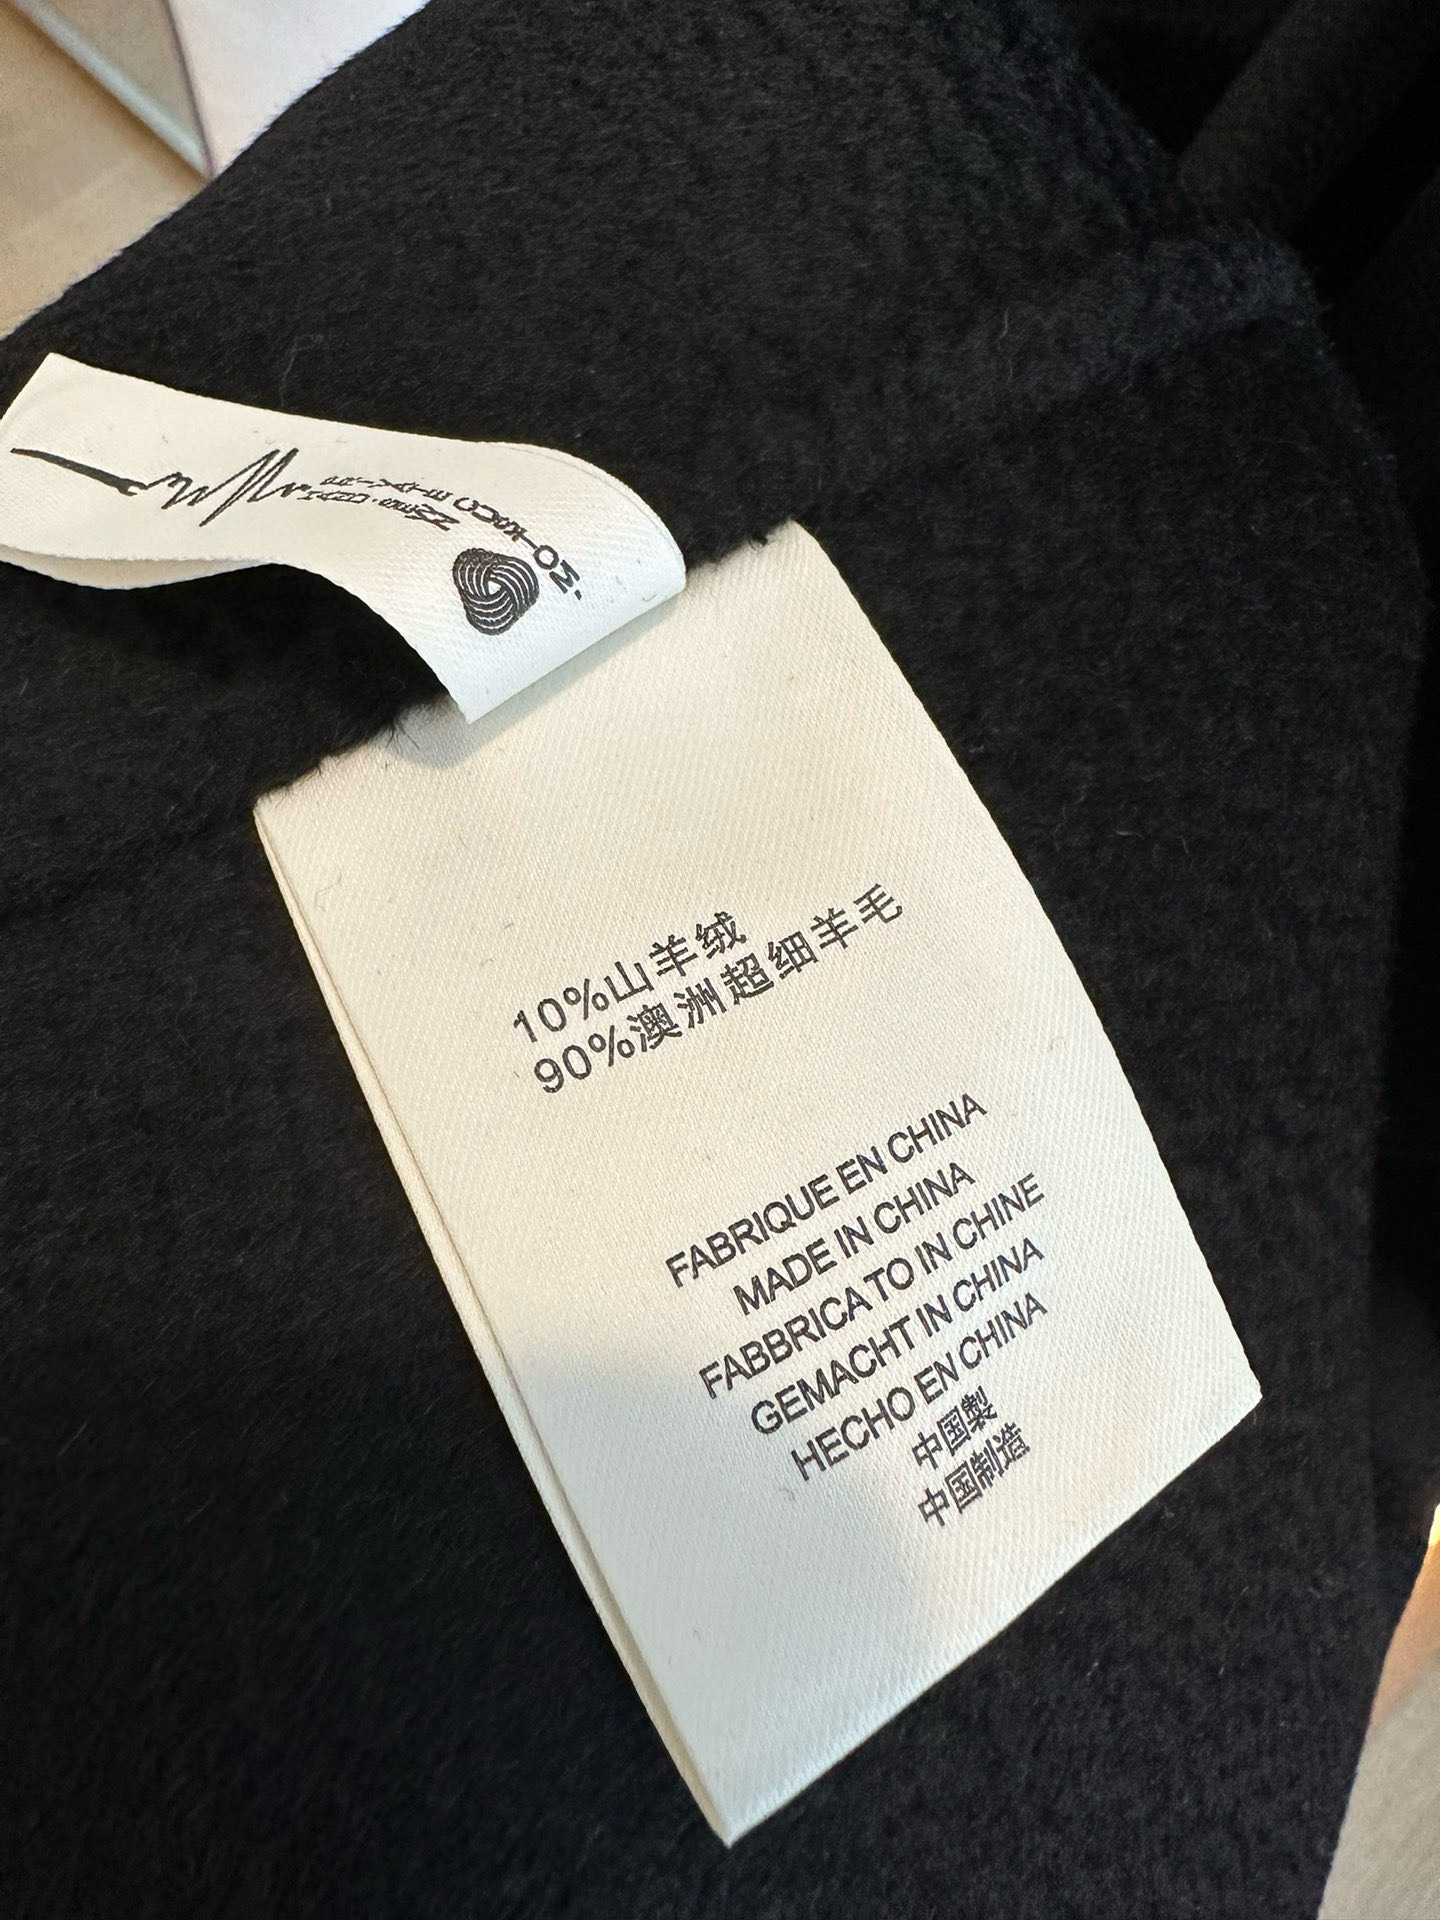 10%山羊绒
90%澳洲超细羊毛
FABRIQUE EN CHINA
MADE IN CHINA
FABBRICA TO IN CHINE
GEMACHT IN CHINA
HECHO EN CHINA
中国製
中国制造